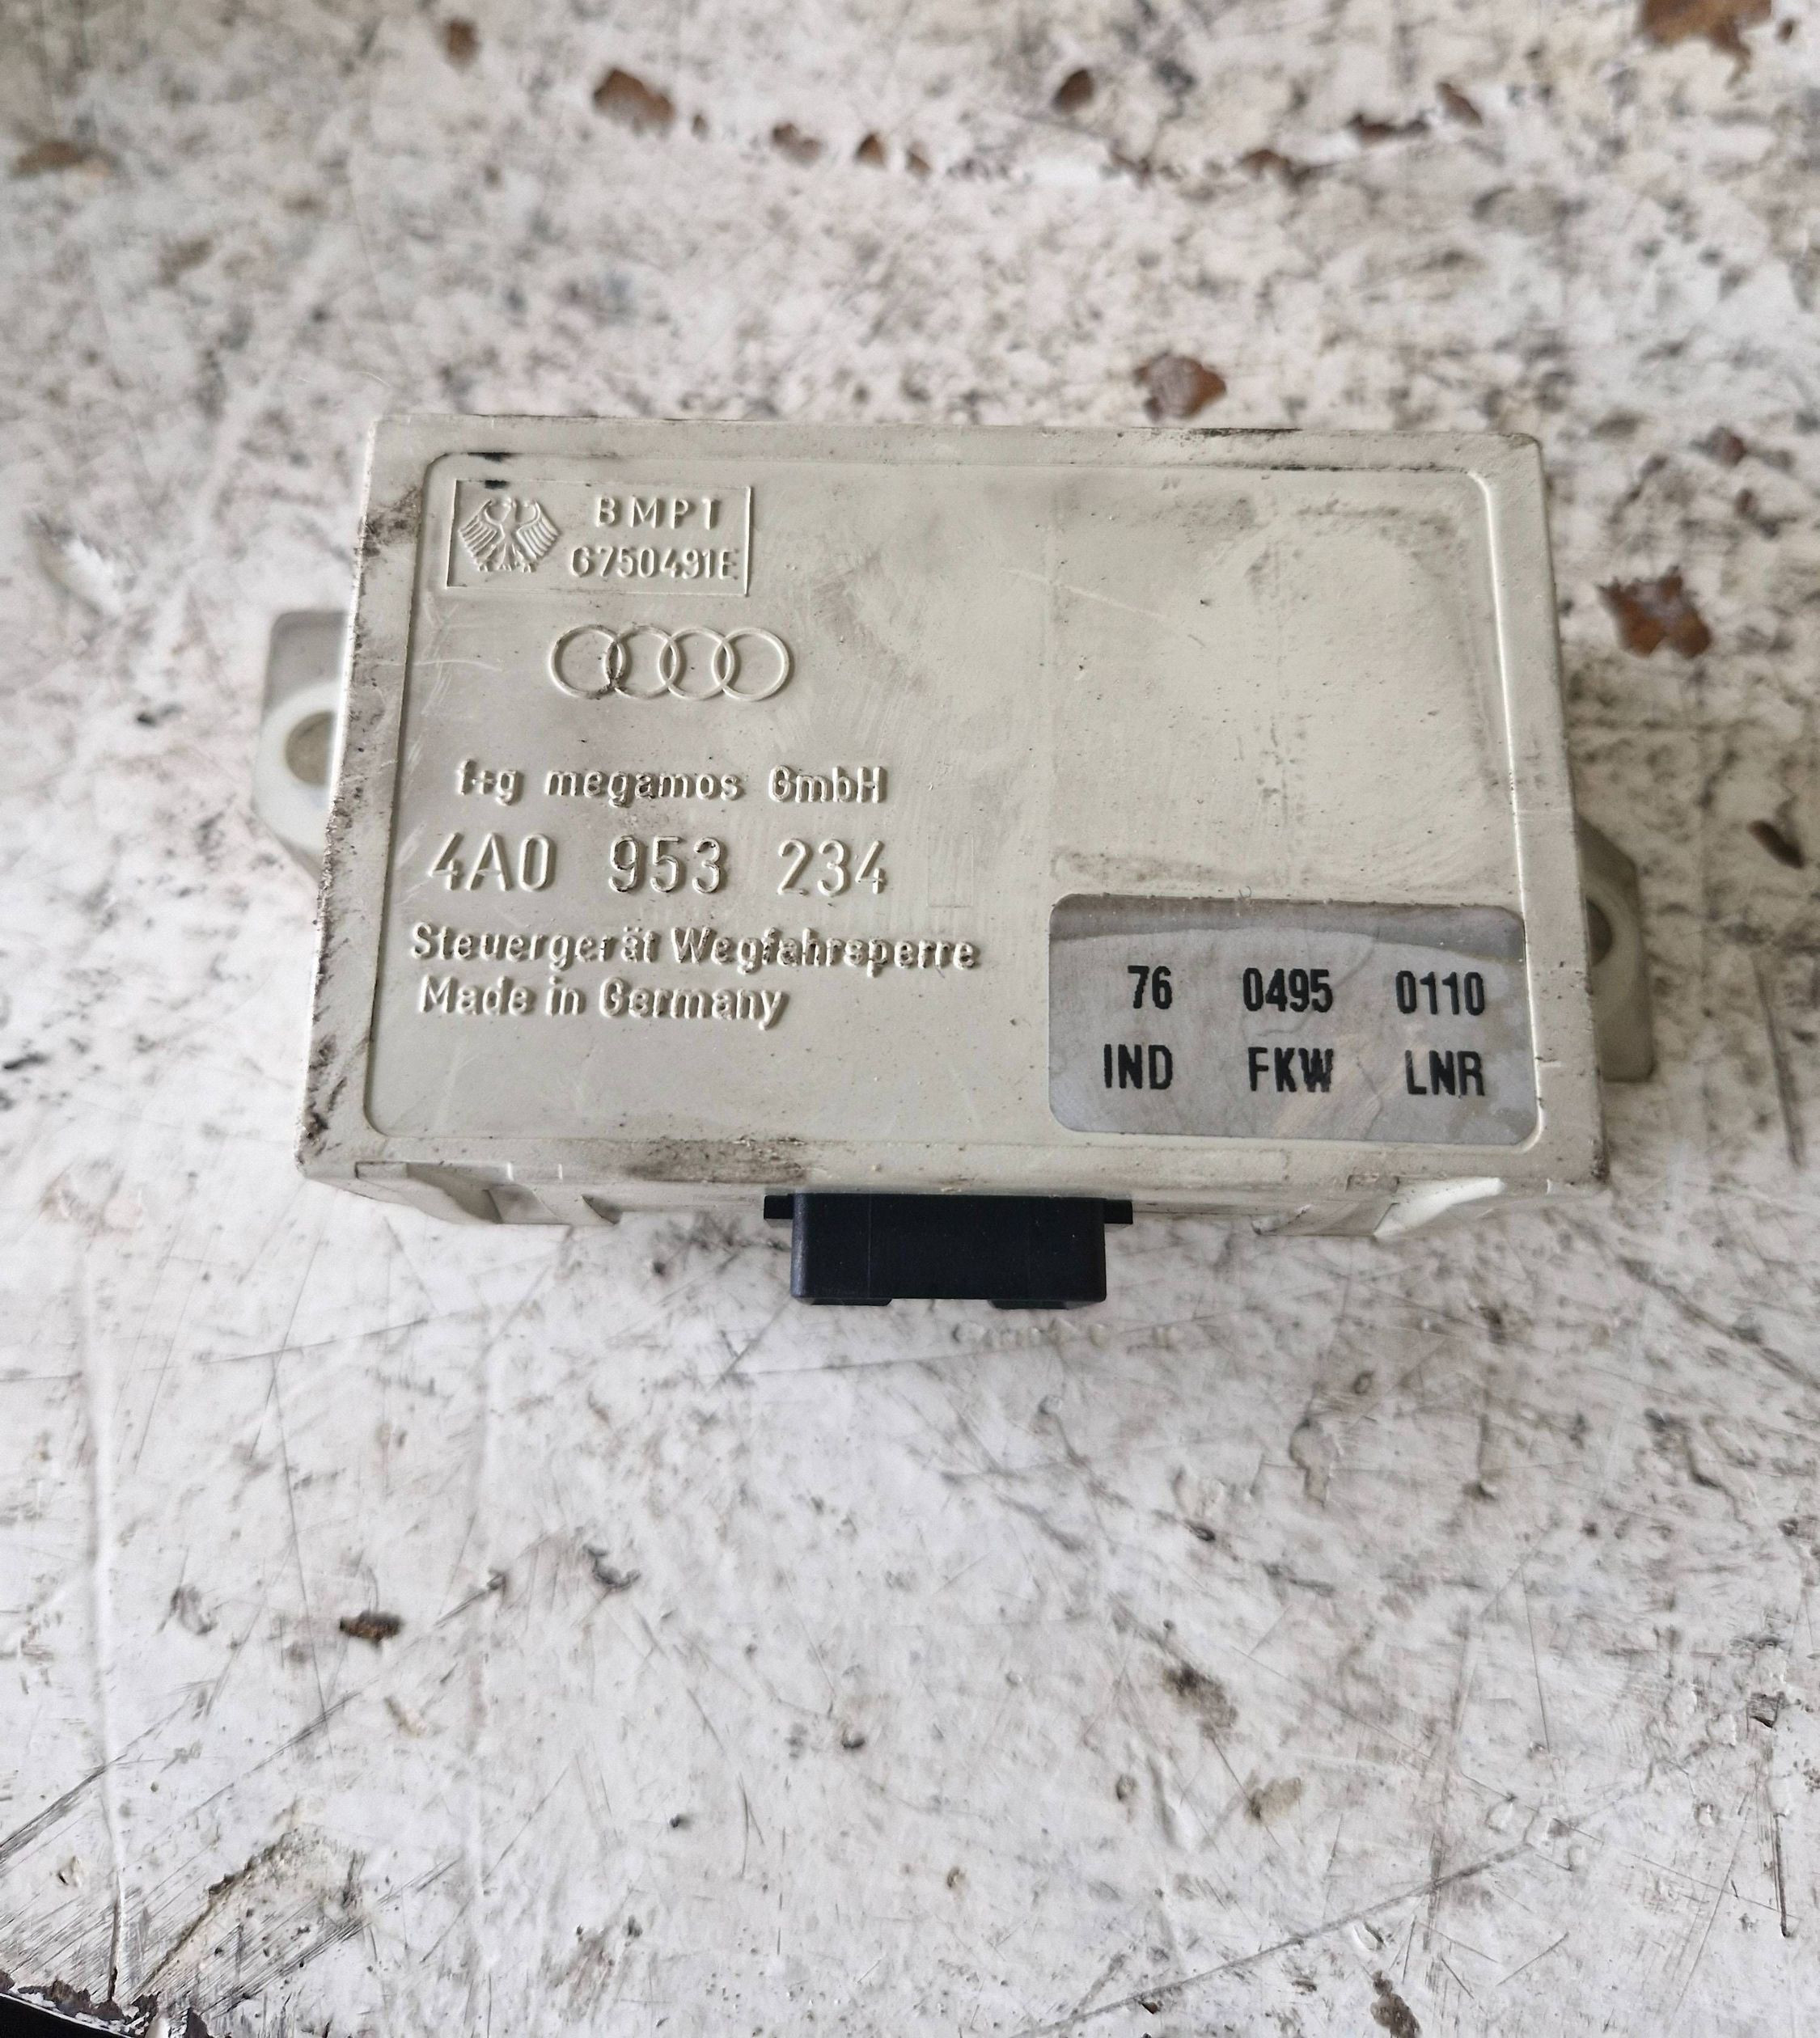 BMPT
G750491E
f+g megamos GmbH
4A0 953 234
Steuergerät Wegfahrsperre
Made in Germany
76 0495 0110
IND FKW LNR